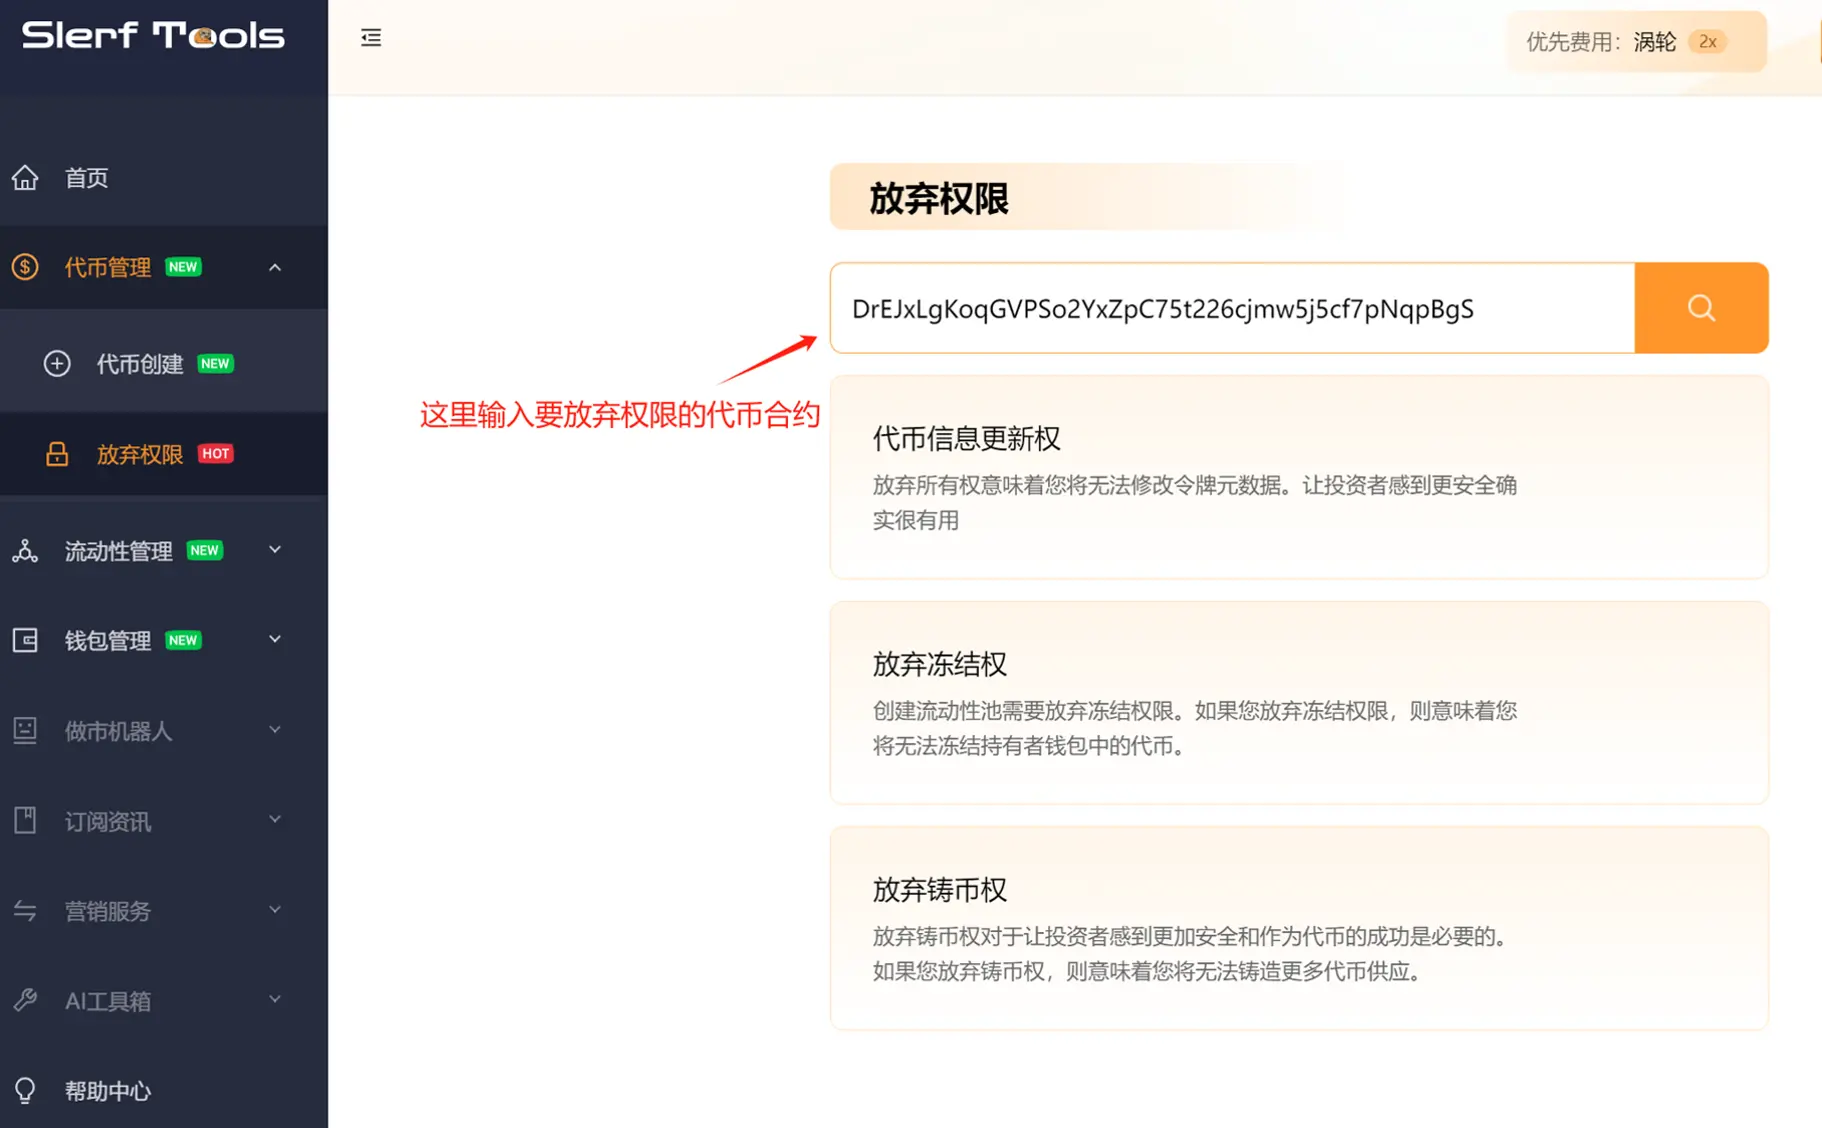 Slerf Tools
优先费用：涡轮 2x
首页
代币管理 NEW
代币创建 NEW
放弃权限 HOT
流动性管理 NEW
钱包管理 NEW
做市机器人
订阅资讯
营销服务
AI工具箱
帮助中心
放弃权限
DrEJxLgKoqGVPSo2YxZpC75t226cjmw5j5cf7pNqpBgS
这里输入要放弃权限的代币合约
代币信息更新权
放弃所有权意味着您将无法修改令牌元数据。让投资者感到更安全确
实很有用
放弃冻结权
创建流动性池需要放弃冻结权限。如果您放弃冻结权限，则意味着您
将无法冻结持有者钱包中的代币。
放弃铸币权
放弃铸币权对于让投资者感到更加安全和作为代币的成功是必要的。
如果您放弃铸币权，则意味着您将无法铸造更多代币供应。